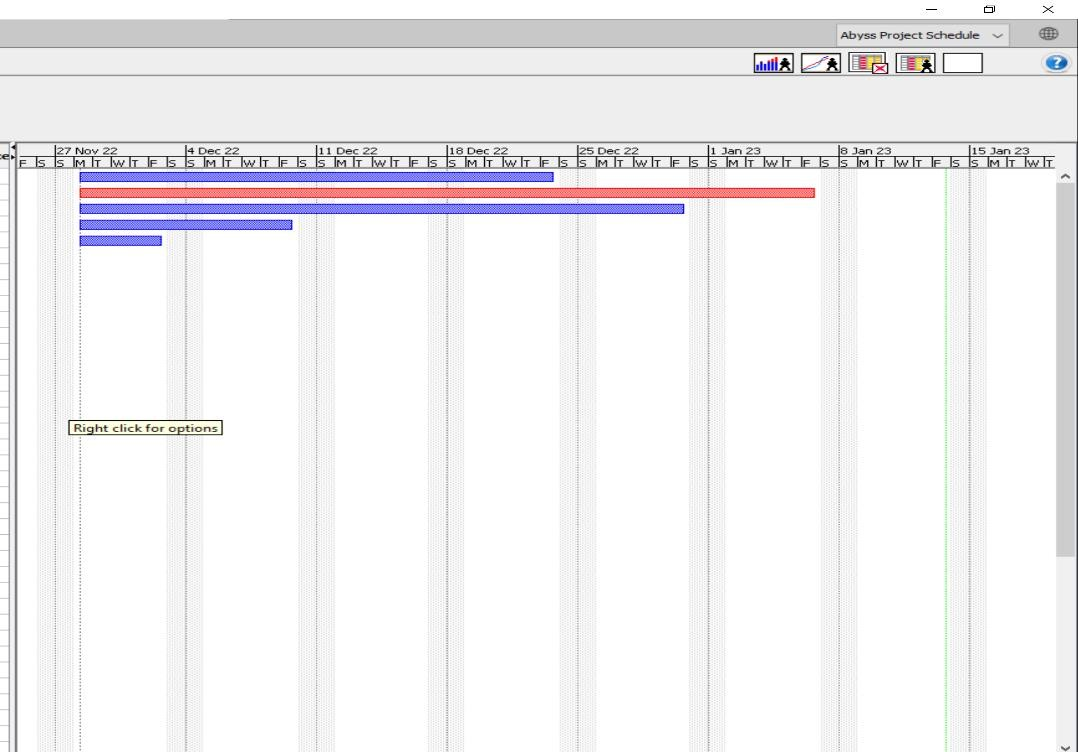 Abyss Project Schedule
?
ce
27 Nov 22 4 Dec 22 11 Dec 22 18 Dec 22 25 Dec 22 1 Jan 23 8 Jan 23 15 Jan 23
F S S M T W T F S S M T W T F S S M T W T F S S M T W T F S S M T W T F S S M T W T F S S M T W T F S S M T W T
Right click for options